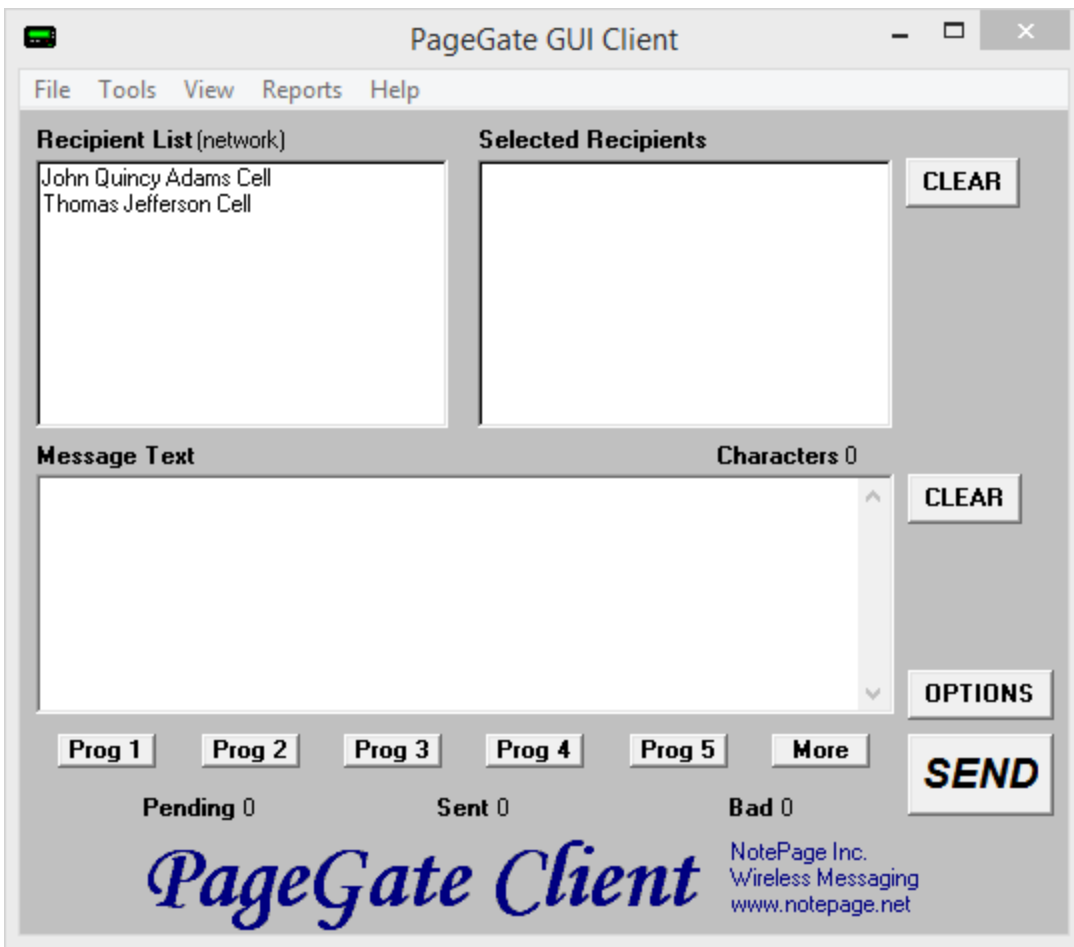 PageGate GUI Client
File Tools View Reports Help
Recipient List (network)
Selected Recipients
John Quincy Adams Cell
Thomas Jefferson Cell
CLEAR
Message Text
Characters 0
CLEAR
OPTIONS
Prog 1 Prog 2 Prog 3 Prog 4 Prog 5 More
SEND
Pending 0 Sent 0 Bad 0
PageGate Client
NotePage Inc.
Wireless Messaging
www.notepage.net